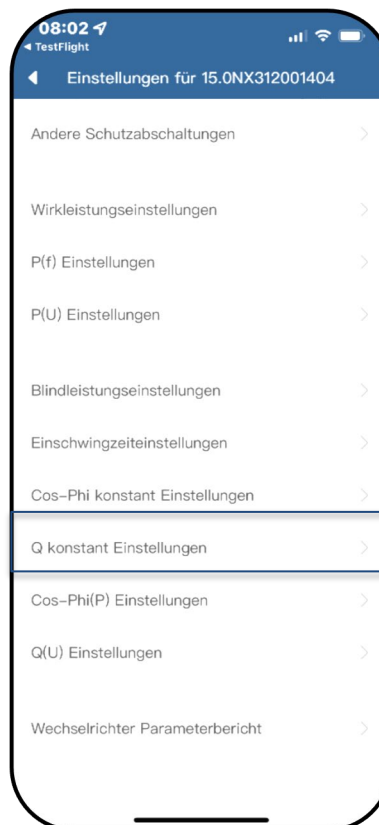 08:02
TestFlight
Einstellungen für 15.0NX312001404
Andere Schutzabschaltungen
Wirkleistungseinstellungen
P(f) Einstellungen
P(U) Einstellungen
Blindleistungseinstellungen
Einschwingzeiteinstellungen
Cos-Phi konstant Einstellungen
Q konstant Einstellungen
Cos-Phi(P) Einstellungen
Q(U) Einstellungen
Wechselrichter Parameterbericht